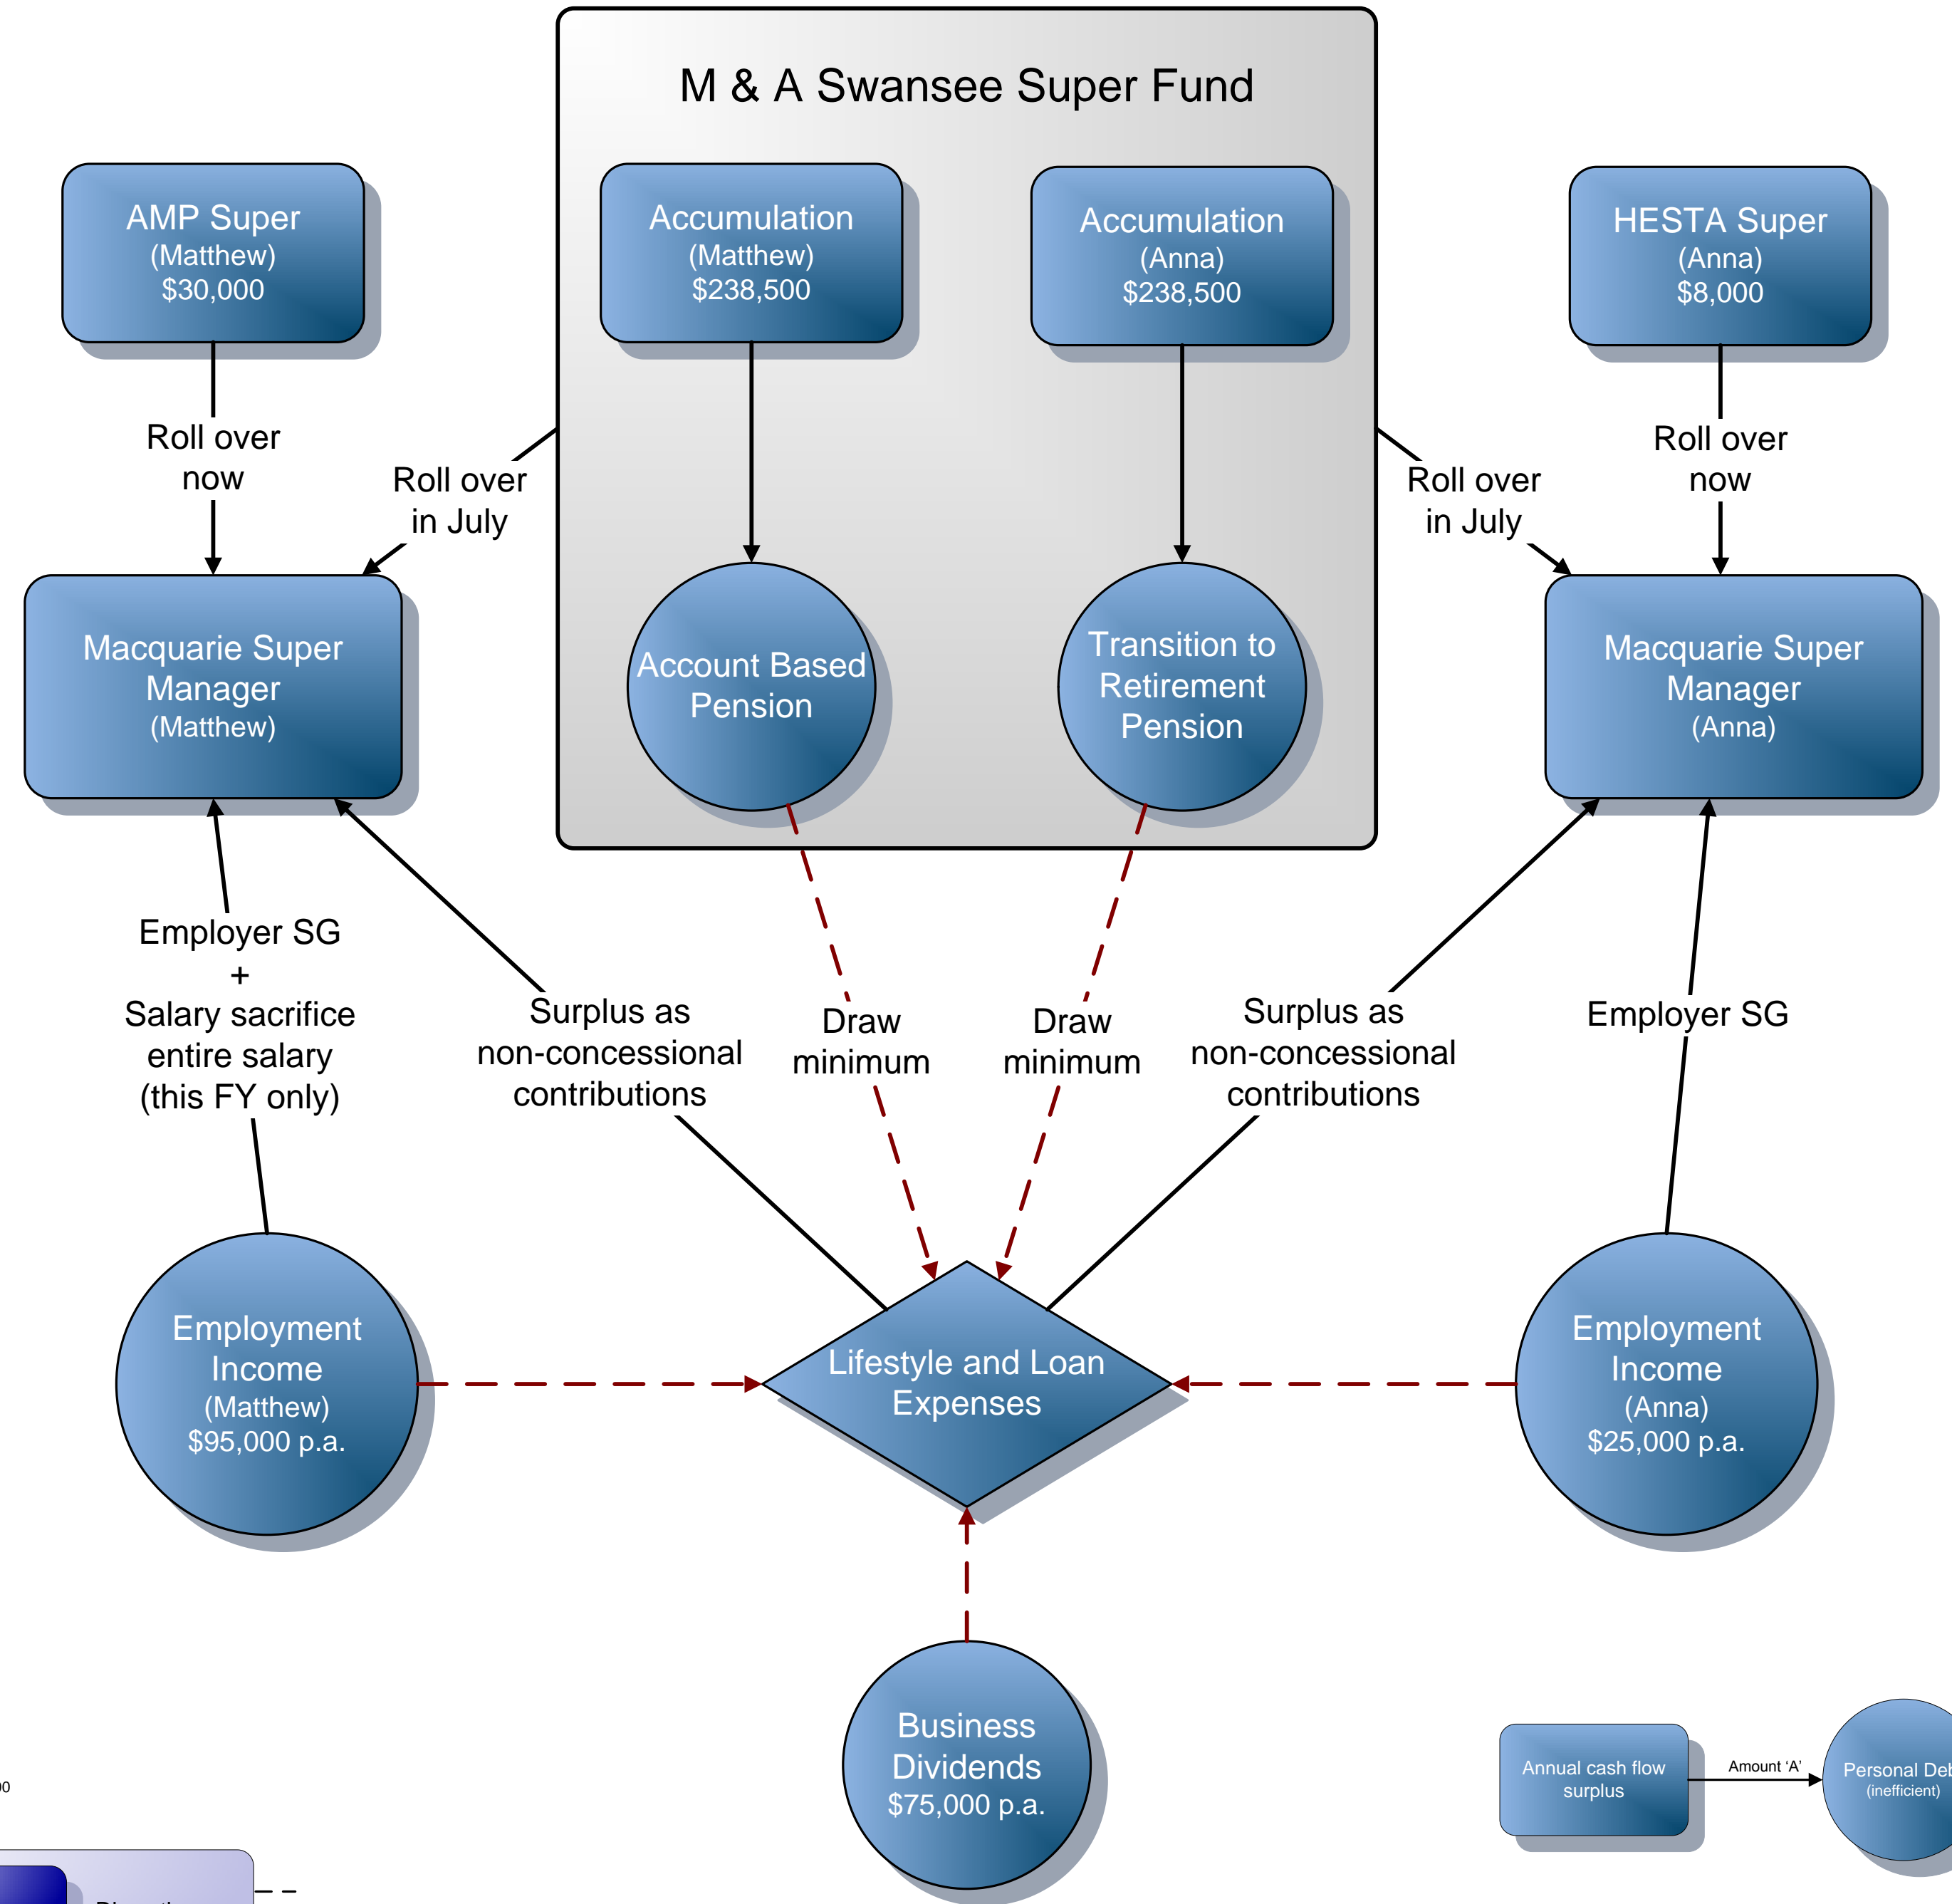 M & A Swansee Super Fund
AMP Super
(Matthew)
$30,000
Accumulation
(Matthew)
$238,500
Accumulation
(Anna)
$238,500
HESTA Super
(Anna)
$8,000
Roll over
now
Roll over
in July
Roll over
in July
Roll over
now
Macquarie Super
Manager
(Matthew)
Account Based
Pension
Transition to
Retirement
Pension
Macquarie Super
Manager
(Anna)
Employer SG
+
Salary sacrifice
entire salary
(this FY only)
Surplus as
non-concessional
contributions
Draw
minimum
Draw
minimum
Surplus as
non-concessional
contributions
Employer SG
Employment
Income
(Matthew)
$95,000 p.a.
Lifestyle and Loan
Expenses
Employment
Income
(Anna)
$25,000 p.a.
Business
Dividends
$75,000 p.a.
Annual cash flow
surplus
Amount ‘A’
Personal Deb
(inefficient)